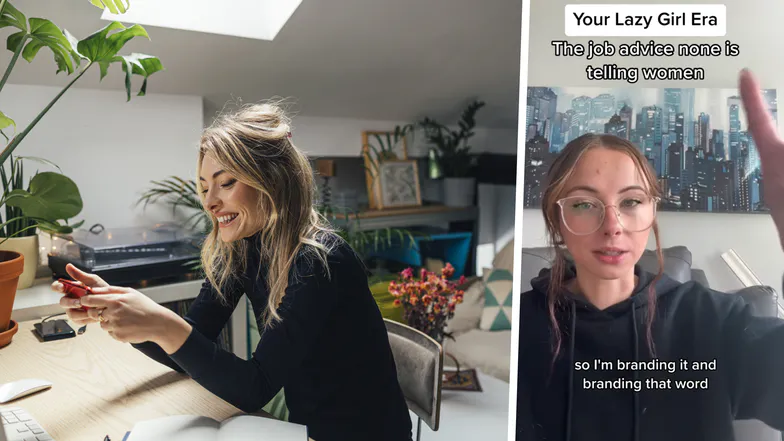 Your Lazy Girl Era
The job advice none is
telling women
so I'm branding it and
branding that word